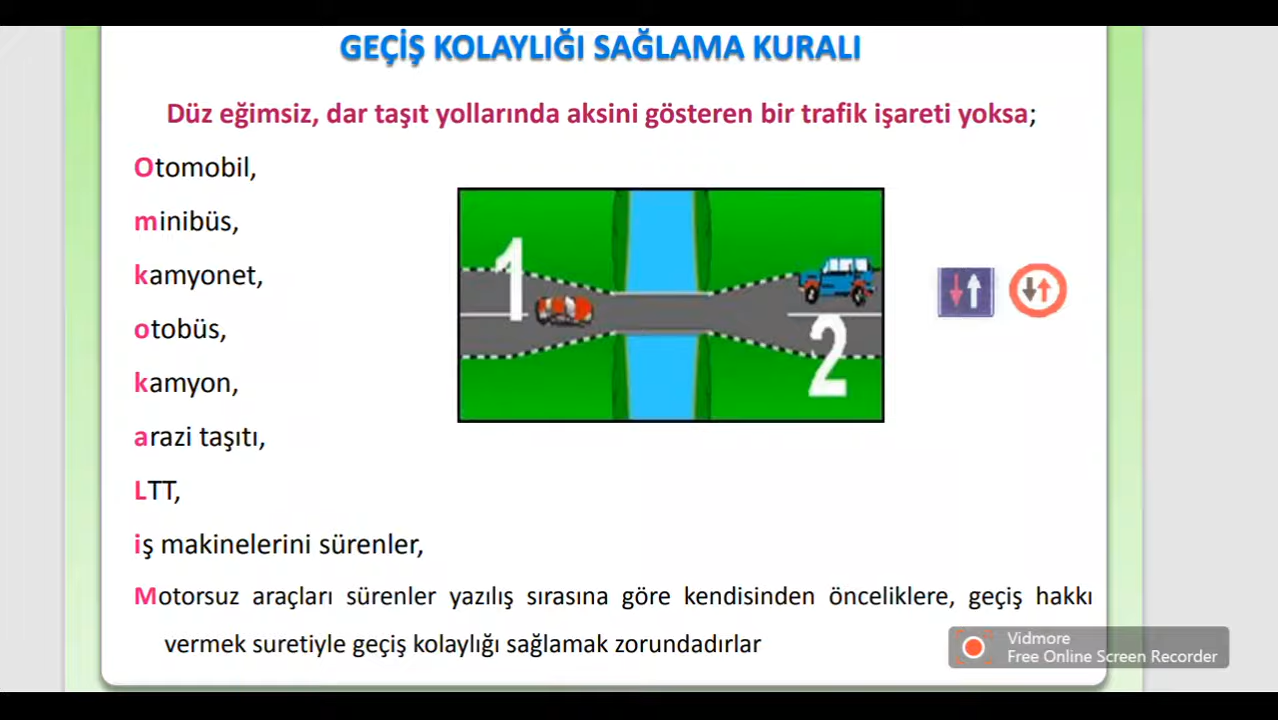 GEÇİŞ KOLAYLIĞI SAĞLAMA KURALI
Düz eğimsiz, dar taşıt yollarında aksini gösteren bir trafik işareti yoksa;
Otomobil,
minibüs,
kamyonet,
otobüs,
kamyon,
arazi taşıtı,
LTT,
iş makinelerini sürenler,
Motorsuz araçları sürenler yazılış sırasına göre kendisinden önceliklere, geçiş hakkı
vermek suretiyle geçiş kolaylığı sağlamak zorundadırlar
1
2
Vidmore
Free Online Screen Recorder